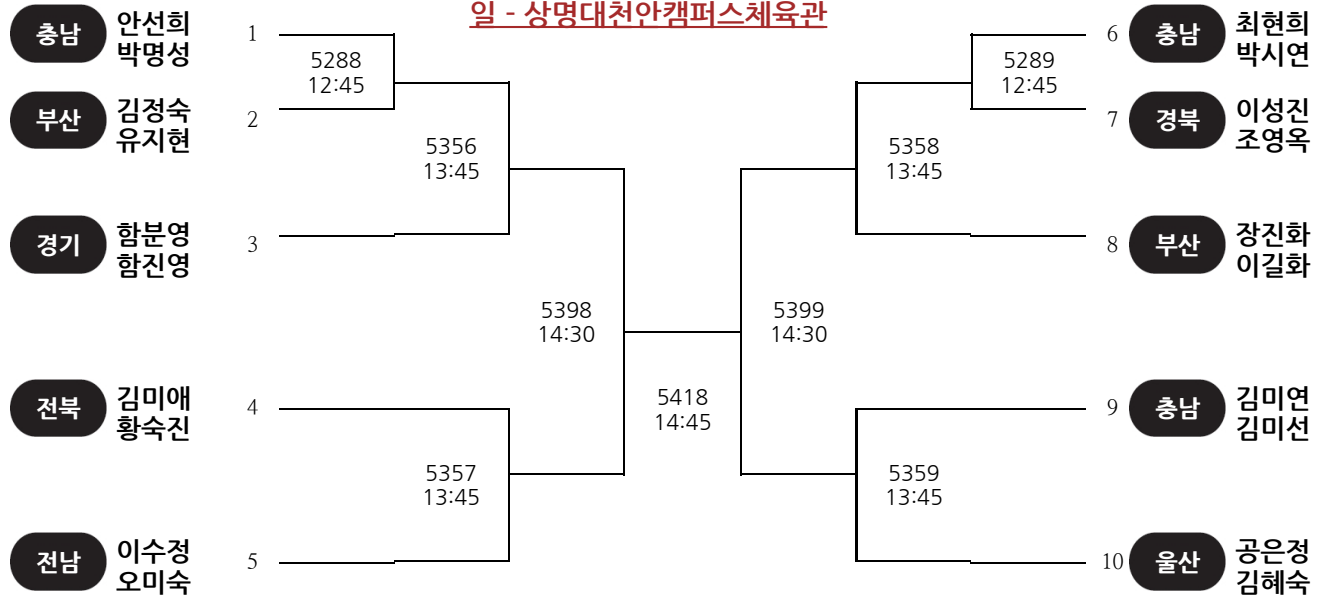 일 - 상명대천안캠퍼스체육관
충남 안선희 1
박명성
5288
12:45
부산 김정숙 2
유지현
5356
13:45
경기 함분영 3
함진영
5398
14:30
전북 김미애 4
황숙진
5357
13:45
전남 이수정 5
오미숙
5418
14:45
6 충남 최현희
박시연
5289
12:45
7 경북 이성진
조영옥
5358
13:45
8 부산 장진화
이길화
5399
14:30
9 충남 김미연
김미선
5359
13:45
10 울산 공은정
김혜숙